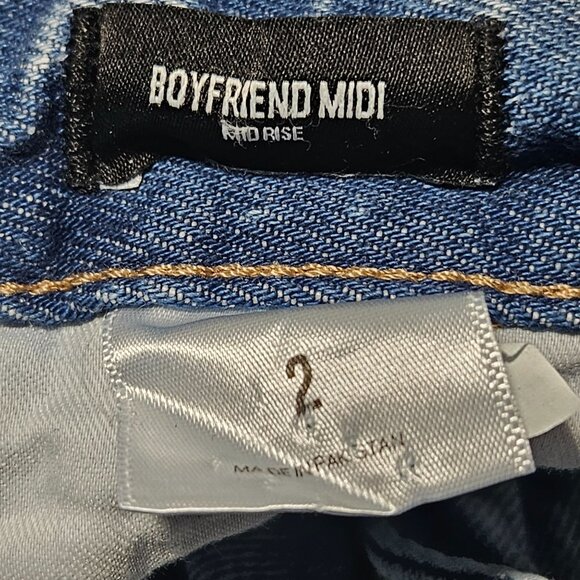 BOYFRIEND MIDI
MID RISE
2
MADE IN PAKISTAN